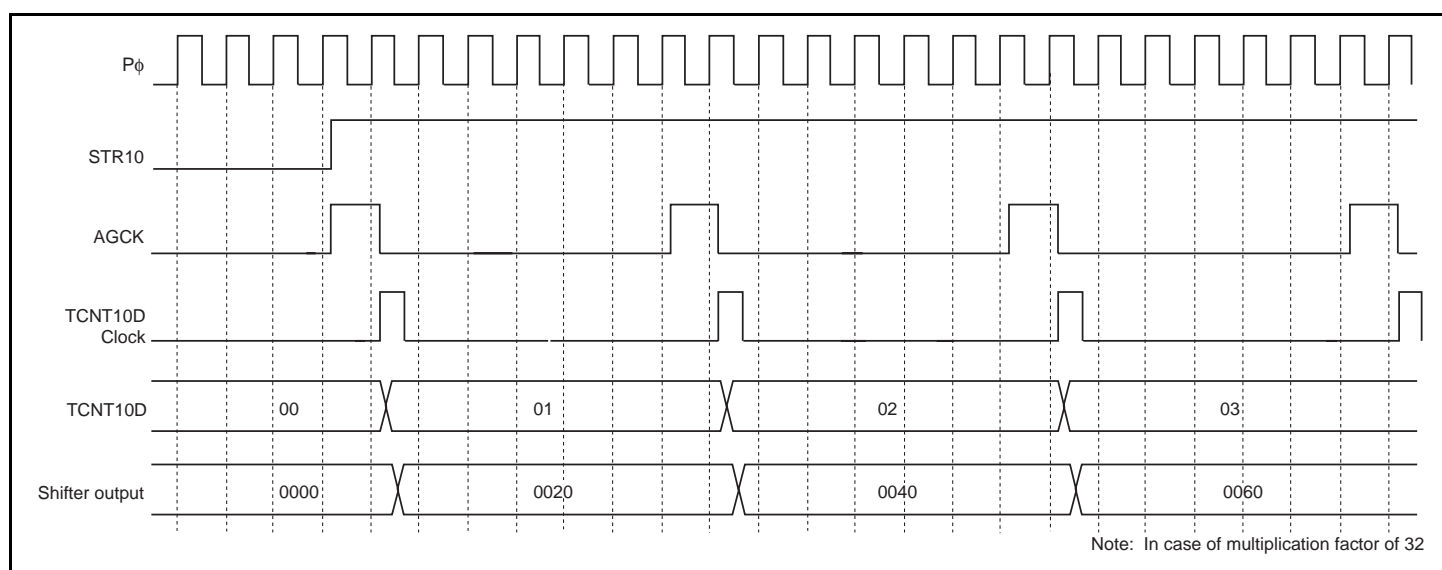 Pϕ
STR10
AGCK
TCNT10D
Clock
TCNT10D 00 01 02 03
Shifter output 0000 0020 0040 0060
Note: In case of multiplication factor of 32